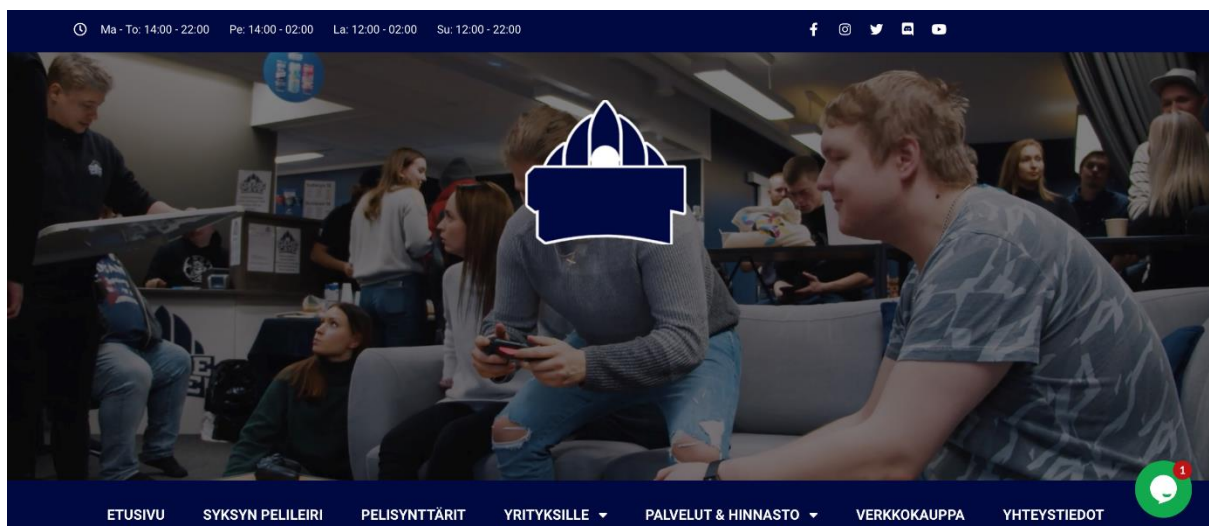 Ma - To: 14:00 - 22:00 Pe: 14:00 - 02:00 La: 12:00 - 02:00 Su: 12:00 - 22:00
1
ETUSIVU SYKSYN PELILEIRI PELISYNTTÄRIT YRITYKSILLE PALVELUT & HINNASTO VERKKOKAUPPA YHTEYSTIEDOT